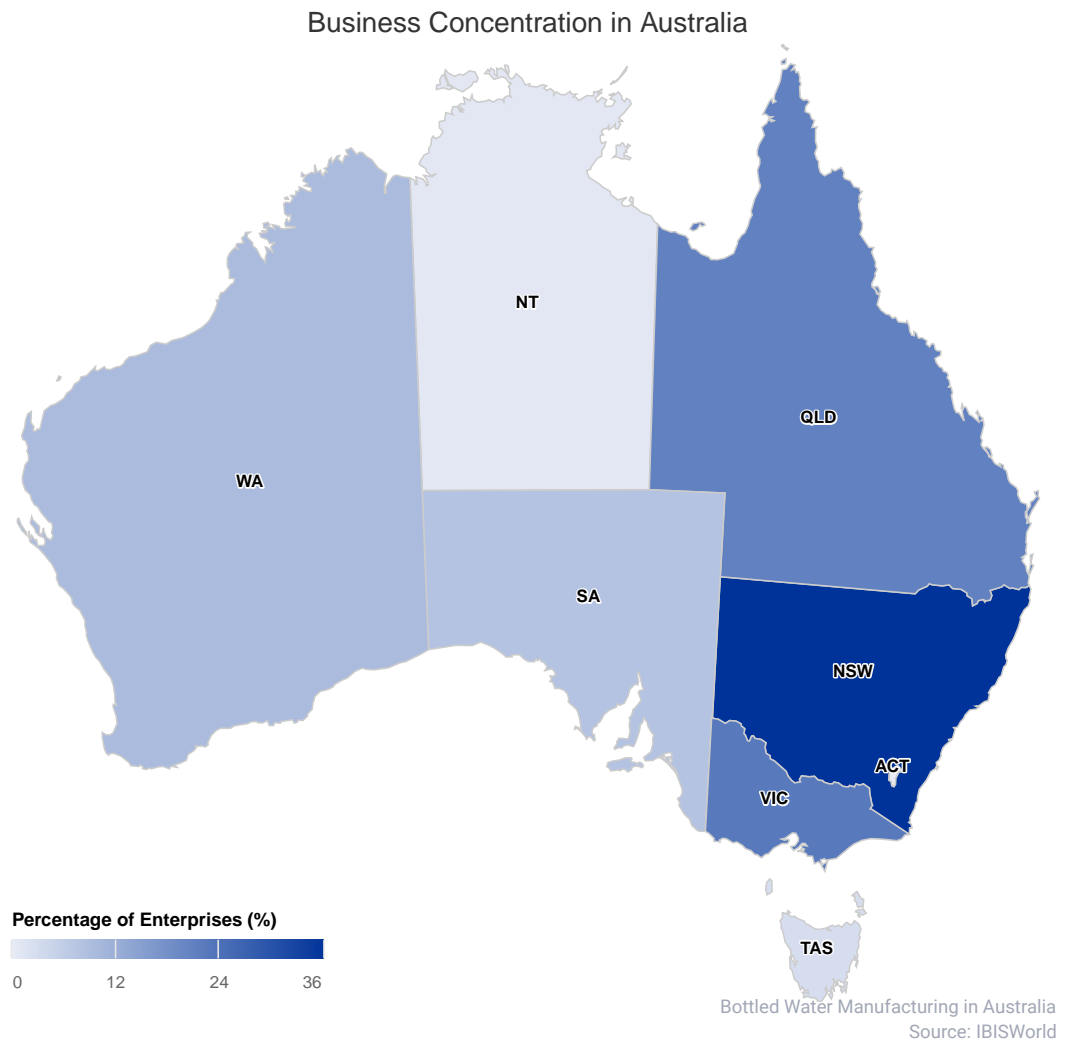 Business Concentration in Australia
NT
QLD
WA
SA
NSW
ACT
VIC
TAS
Percentage of Enterprises (%)
0 12 24 36
Bottled Water Manufacturing in Australia
Source: IBISWorld